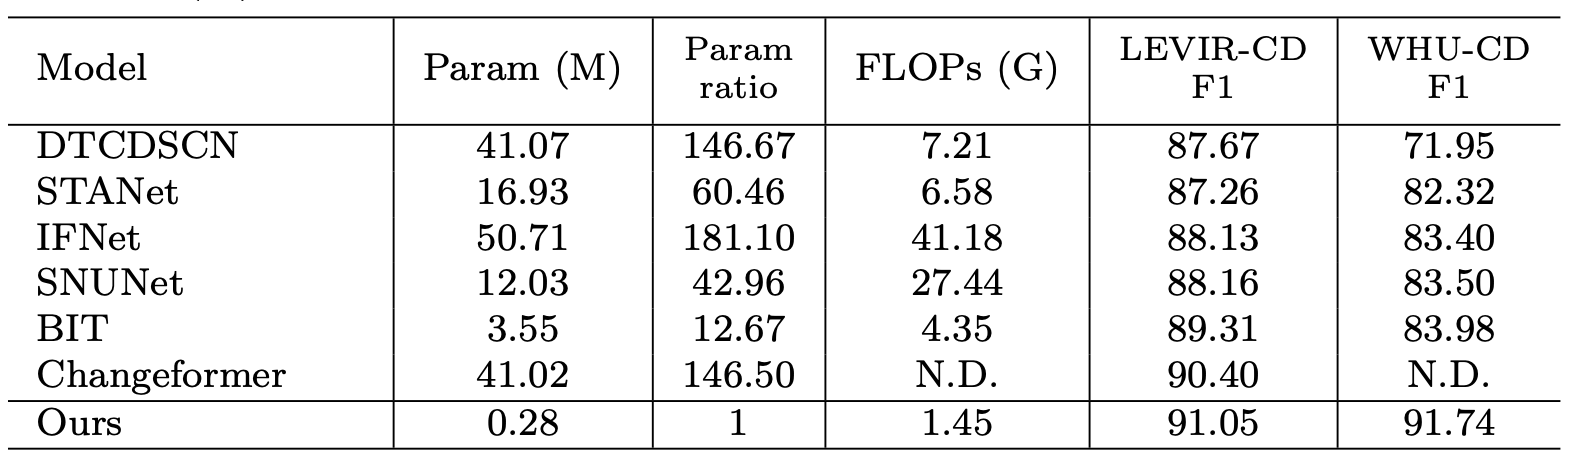 Model Param (M) Param ratio FLOPs (G) LEVIR-CD F1 WHU-CD F1
DTCDSCN 41.07 146.67 7.21 87.67 71.95
STANet 16.93 60.46 6.58 87.26 82.32
IFNet 50.71 181.10 41.18 88.13 83.40
SNUNet 12.03 42.96 27.44 88.16 83.50
BIT 3.55 12.67 4.35 89.31 83.98
Changeformer 41.02 146.50 N.D. 90.40 N.D.
Ours 0.28 1 1.45 91.05 91.74